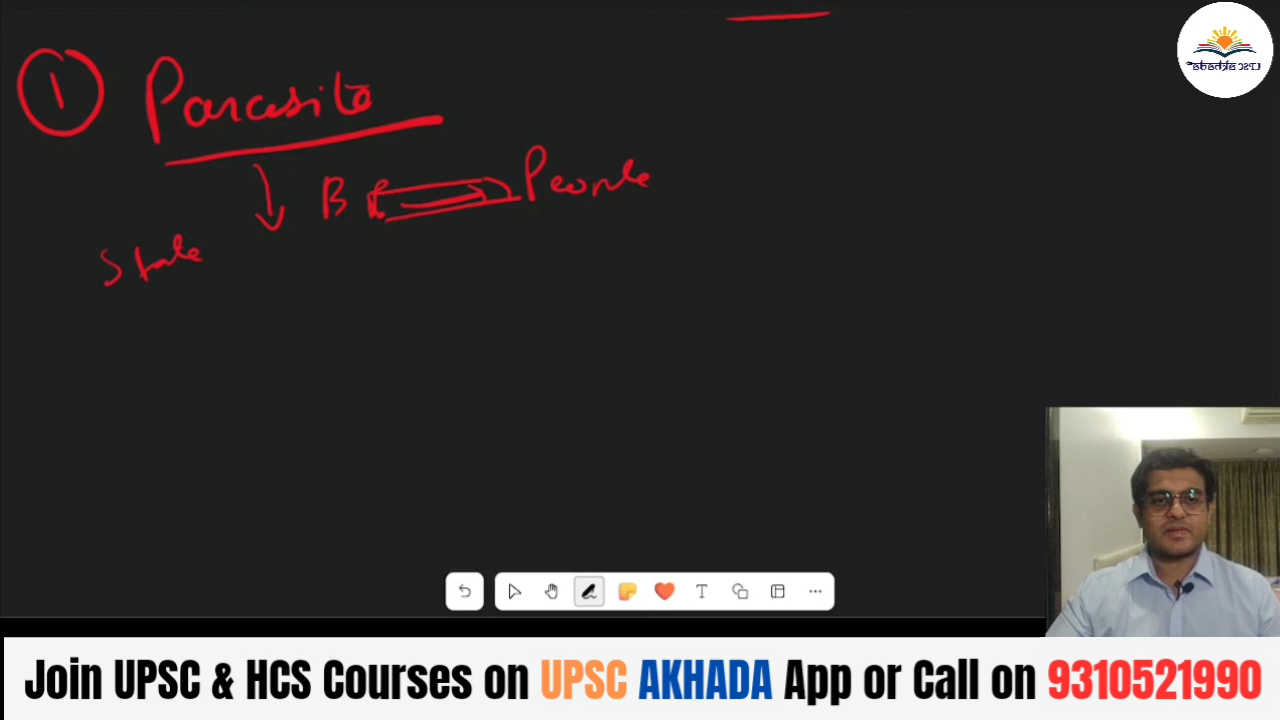 1 Parasite
B People
State
T
Join UPSC & HCS Courses on UPSC AKHADA App or Call on 9310521990